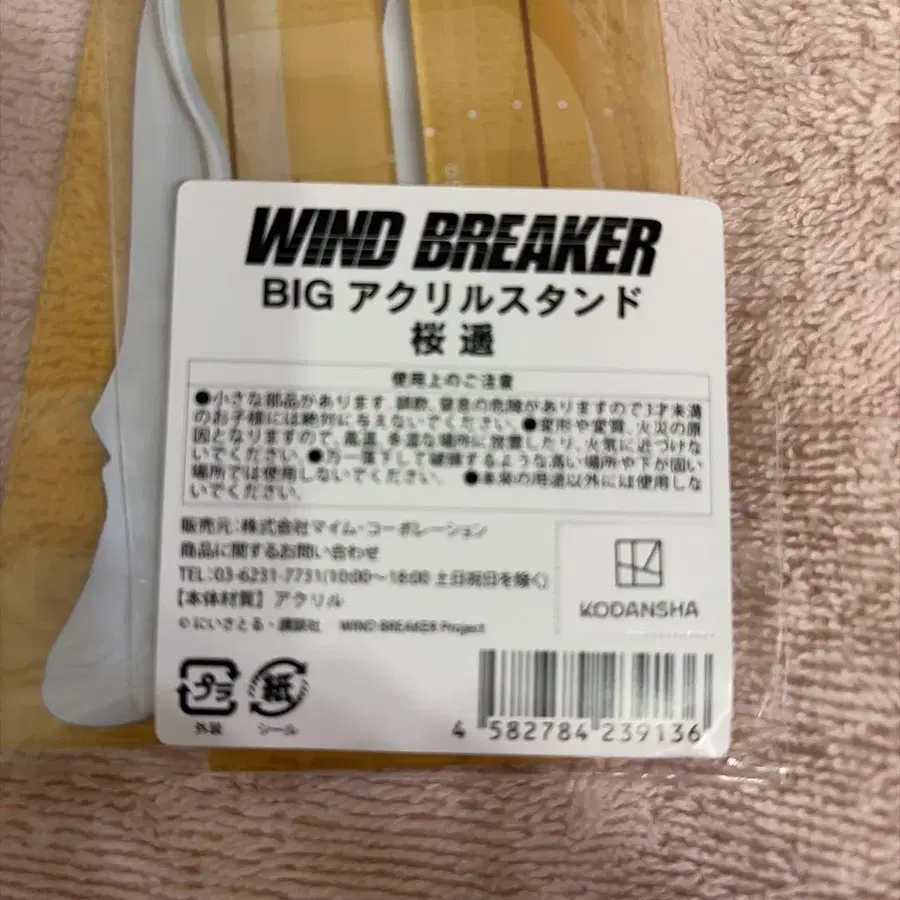 WIND BREAKER
BIG アクリルスタンド
桜 遥
使用上のご注意
●小さな部品があります。誤飲、窒息の危険がありますので3才未満
のお子様には絶対に与えないでください。●変形や変質、火災の原
因となりますので、高温、多湿な場所に放置したり、火気に近づけな
いでください。●万一落下して破損するような高い場所や下が固い
場所では使用しないでください。 ●本来の用途以外には使用しな
いでください。
販売元:株式会社マイム・コーポレーション
商品に関するお問い合わせ
TEL:03-6231-7731(10:00～18:00 土日祝日を除く)
【本体材質】アクリル
© にいさとる・講談社 WIND BREAKER Project
KODANSHA
プラ
外装
紙
シール
4 582784 239136